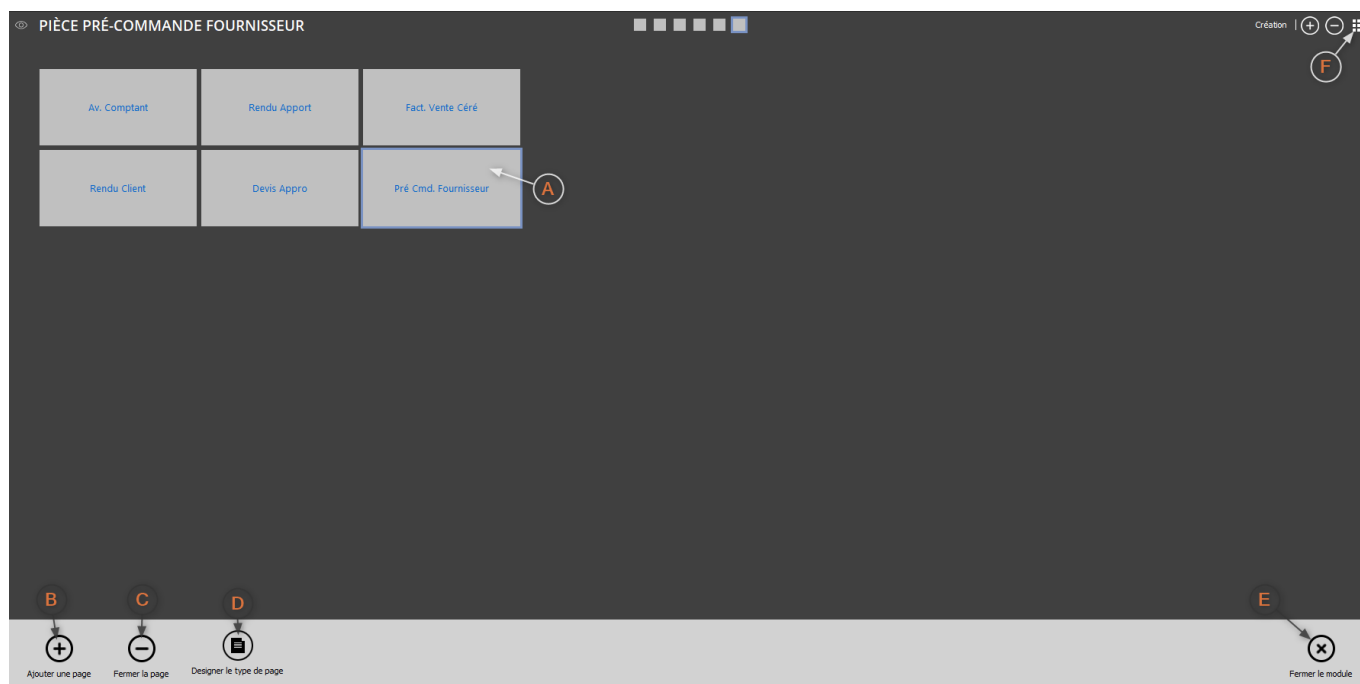 PIÈCE PRÉ-COMMANDE FOURNISSEUR
Création
F
Av. Comptant
Rendu Apport
Fact. Vente Céré
Rendu Client
Devis Appro
Pré Cmd. Fournisseur
A
B
C
D
E
Ajouter une page
Fermer la page
Designer le type de page
Fermer le module